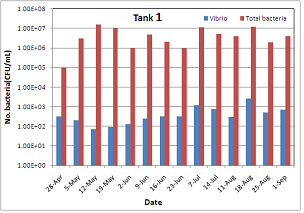 Tank 1
Vibrio
Total bacteria
No. bacteria(CFU/mL)
1.00E+08
1.00E+07
1.00E+06
1.00E+05
1.00E+04
1.00E+03
1.00E+02
1.00E+01
1.00E+00
28-Apr
5-May
12-May
19-May
2-Jun
9-Jun
16-Jun
23-Jun
7-Jul
14-Jul
11-Aug
18-Aug
25-Aug
1-Sep
Date